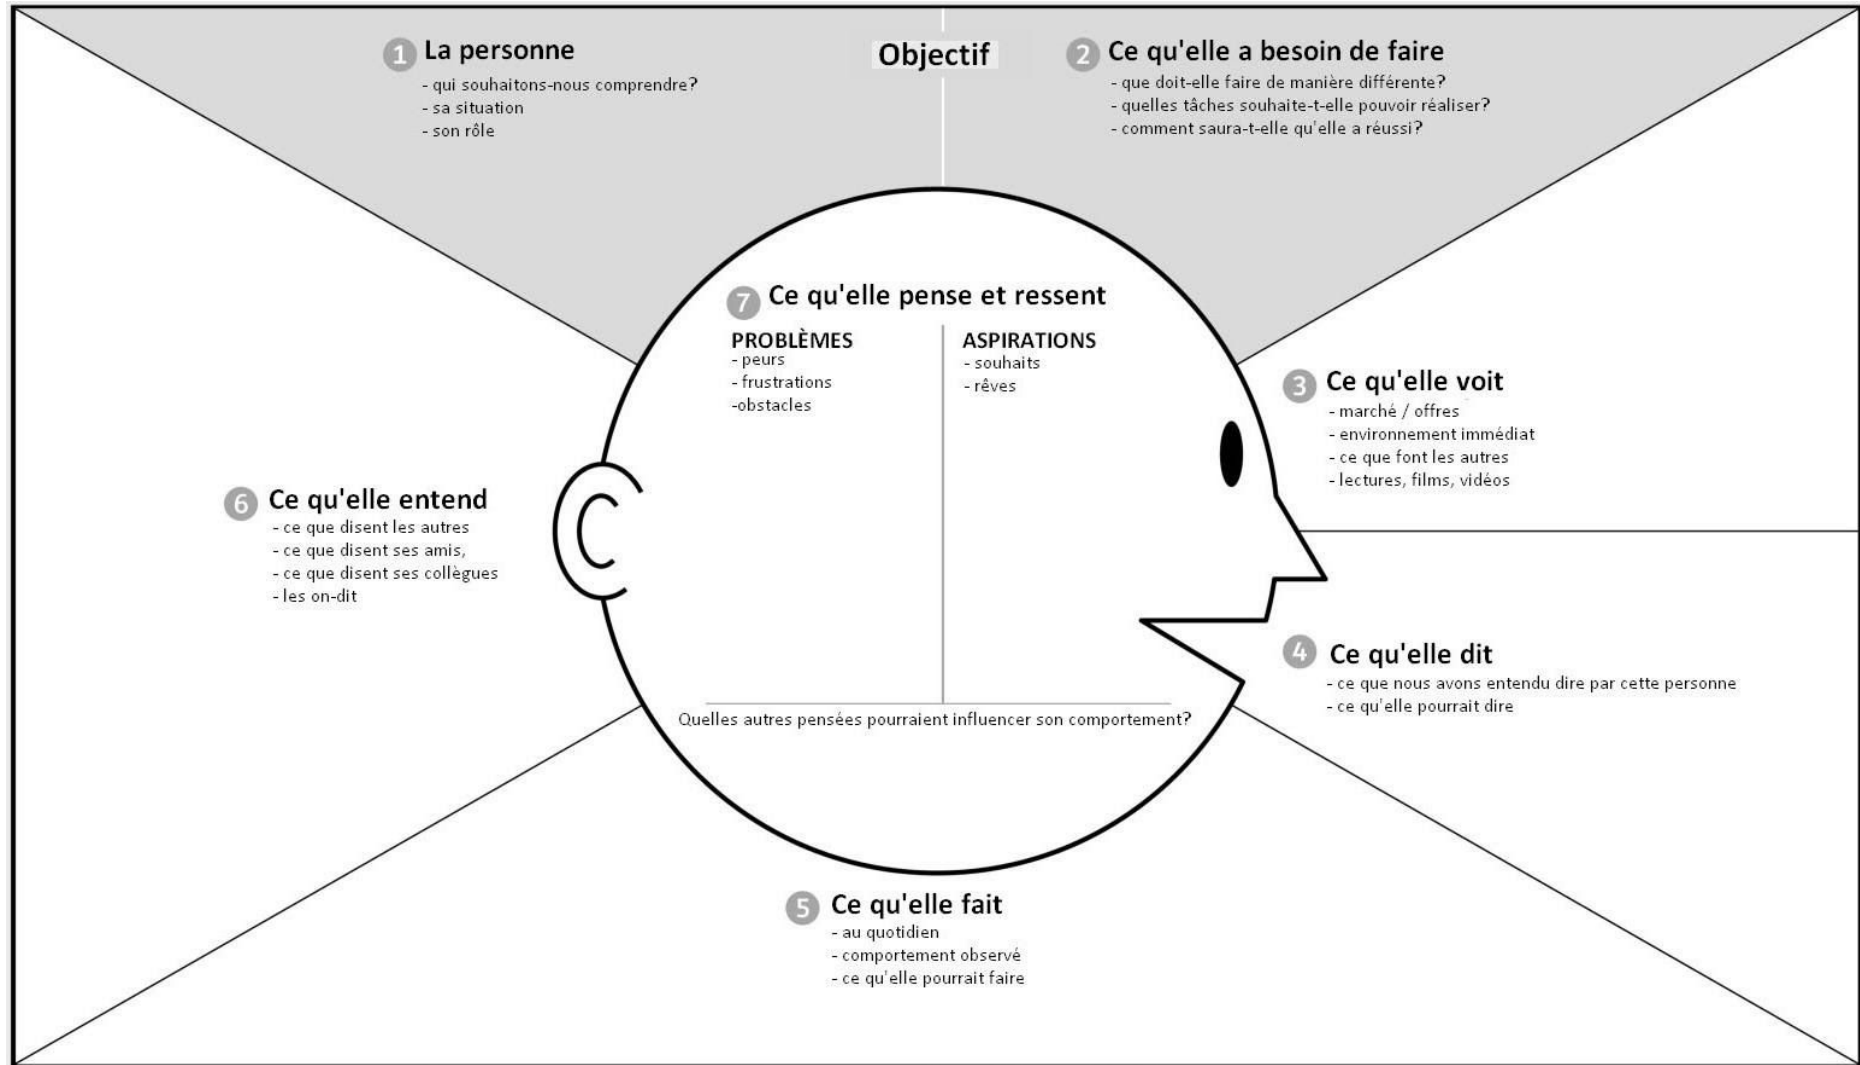 Objectif
1 La personne
- qui souhaitons-nous comprendre?
- sa situation
- son rôle
2 Ce qu'elle a besoin de faire
- que doit-elle faire de manière différente?
- quelles tâches souhaite-t-elle pouvoir réaliser?
- comment saura-t-elle qu'elle a réussi?
3 Ce qu'elle voit
- marché / offres
- environnement immédiat
- ce que font les autres
- lectures, films, vidéos
4 Ce qu'elle dit
- ce que nous avons entendu dire par cette personne
- ce qu'elle pourrait dire
5 Ce qu'elle fait
- au quotidien
- comportement observé
- ce qu'elle pourrait faire
6 Ce qu'elle entend
- ce que disent les autres
- ce que disent ses amis,
- ce que disent ses collègues
- les on-dit
7 Ce qu'elle pense et ressent
PROBLÈMES
- peurs
- frustrations
-obstacles
ASPIRATIONS
- souhaits
- rêves
Quelles autres pensées pourraient influencer son comportement?